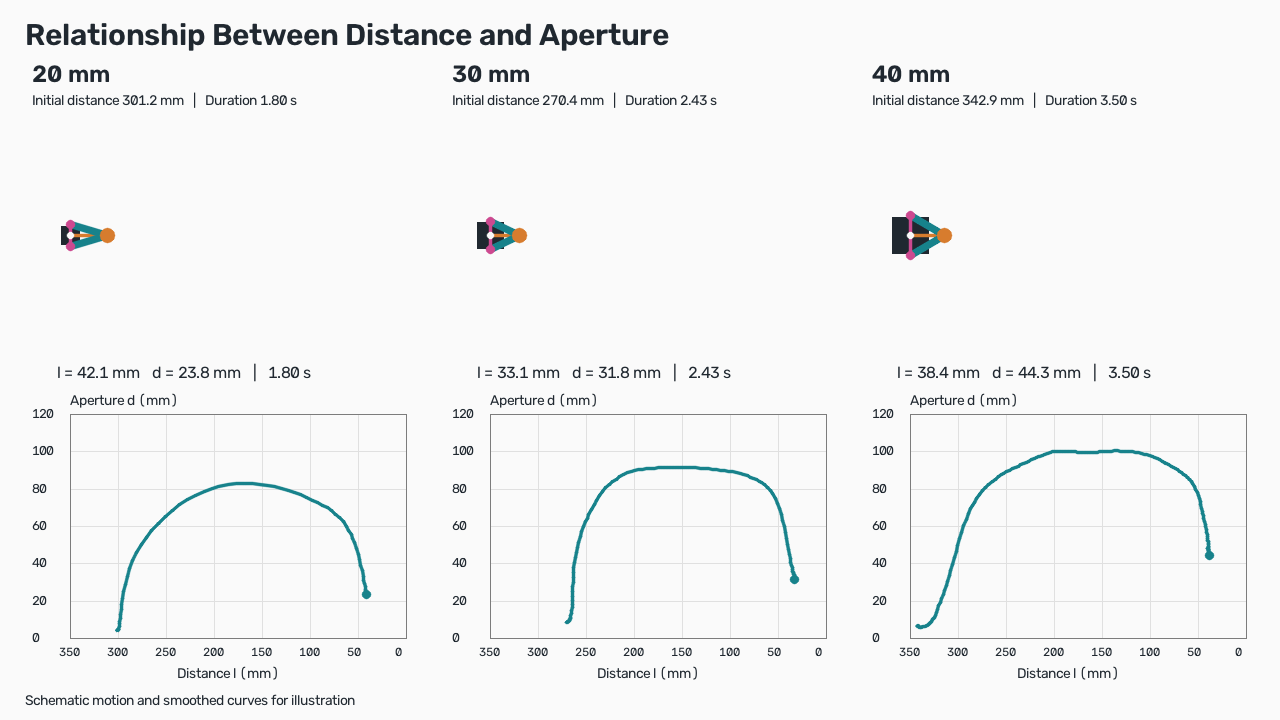 Relationship Between Distance and Aperture
20 mm
Initial distance 301.2 mm | Duration 1.80 s
30 mm
Initial distance 270.4 mm | Duration 2.43 s
40 mm
Initial distance 342.9 mm | Duration 3.50 s
l = 42.1 mm d = 23.8 mm | 1.80 s
l = 33.1 mm d = 31.8 mm | 2.43 s
l = 38.4 mm d = 44.3 mm | 3.50 s
Aperture d (mm)
120
100
80
60
40
20
0
350 300 250 200 150 100 50 0
Distance l (mm)
Aperture d (mm)
120
100
80
60
40
20
0
350 300 250 200 150 100 50 0
Distance l (mm)
Aperture d (mm)
120
100
80
60
40
20
0
350 300 250 200 150 100 50 0
Distance l (mm)
Schematic motion and smoothed curves for illustration